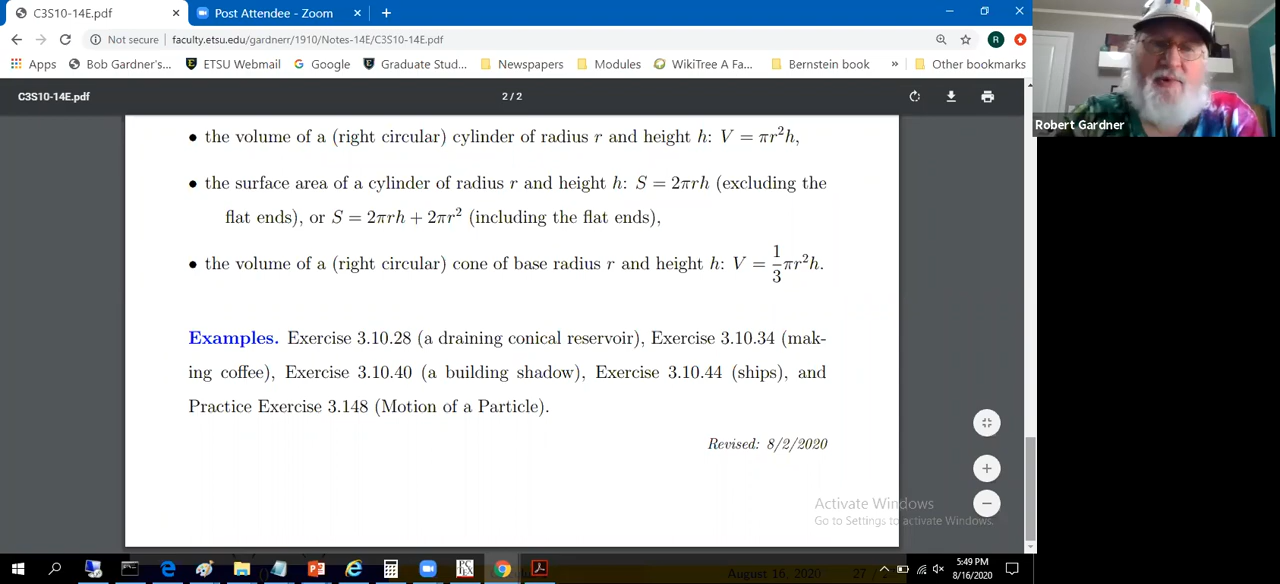 C3S10-14E.pdf
Post Attendee - Zoom
Not secure | faculty.etsu.edu/gardnerr/1910/Notes-14E/C3S10-14E.pdf
R
Apps Bob Gardner's... ETSU Webmail Google Graduate Stud... Newspapers Modules WikiTree A Fa... Bernstein book » Other bookmarks
C3S10-14E.pdf 2 / 2
Robert Gardner
• the volume of a (right circular) cylinder of radius r and height h: V = πr²h,
• the surface area of a cylinder of radius r and height h: S = 2πrh (excluding the
flat ends), or S = 2πrh + 2πr² (including the flat ends),
• the volume of a (right circular) cone of base radius r and height h: V = 1/3 πr²h.
Examples. Exercise 3.10.28 (a draining conical reservoir), Exercise 3.10.34 (mak-
ing coffee), Exercise 3.10.40 (a building shadow), Exercise 3.10.44 (ships), and
Practice Exercise 3.148 (Motion of a Particle).
Revised: 8/2/2020
Activate Windows
Go to Settings to activate Windows.
5:49 PM
August 16, 2020 27 /
8/16/2020